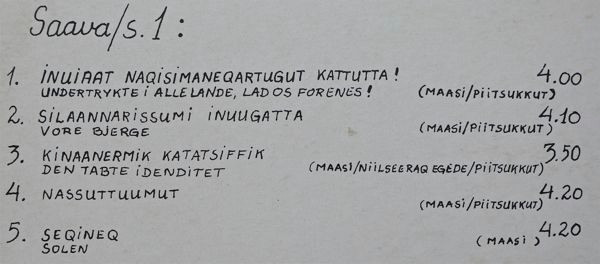 Saava/s.1:
1. INUIAAT NAQISIMANEQARTUGUT KATTUTTA! 4.00
UNDERTRYKTE I ALLE LANDE, LAD OS FORENES! (MAASI/PIITSUKKUT)
2. SILAANNARISSUMI INUUGATTA 4.10
VORE BJERGE (MAASI/PIITSUKKUT)
3. KINAANERMIK KATATSIFFIK 3.50
DEN TABTE IDENDITET (MAASI/NIILSEERAQ EGEDE/PIITSUKKUT)
4. NASSUTTUUMUT 4.20
(MAASI/PIITSUKKUT)
5. SEQINEQ 4.20
SOLEN (MAASI)